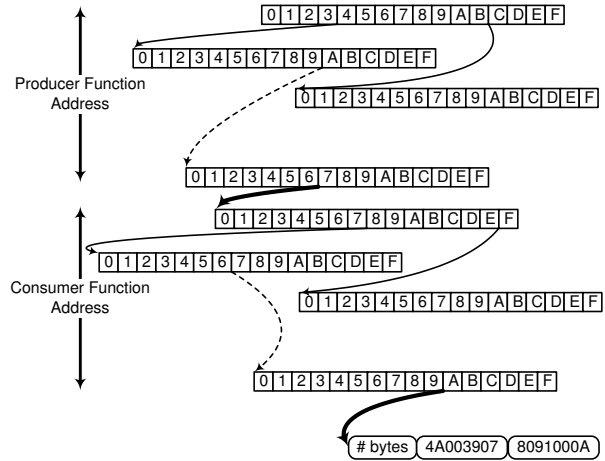 0 1 2 3 4 5 6 7 8 9 A B C D E F
0 1 2 3 4 5 6 7 8 9 A B C D E F
Producer Function
Address
0 1 2 3 4 5 6 7 8 9 A B C D E F
0 1 2 3 4 5 6 7 8 9 A B C D E F
0 1 2 3 4 5 6 7 8 9 A B C D E F
0 1 2 3 4 5 6 7 8 9 A B C D E F
Consumer Function
Address
0 1 2 3 4 5 6 7 8 9 A B C D E F
0 1 2 3 4 5 6 7 8 9 A B C D E F
# bytes 4A003907 8091000A